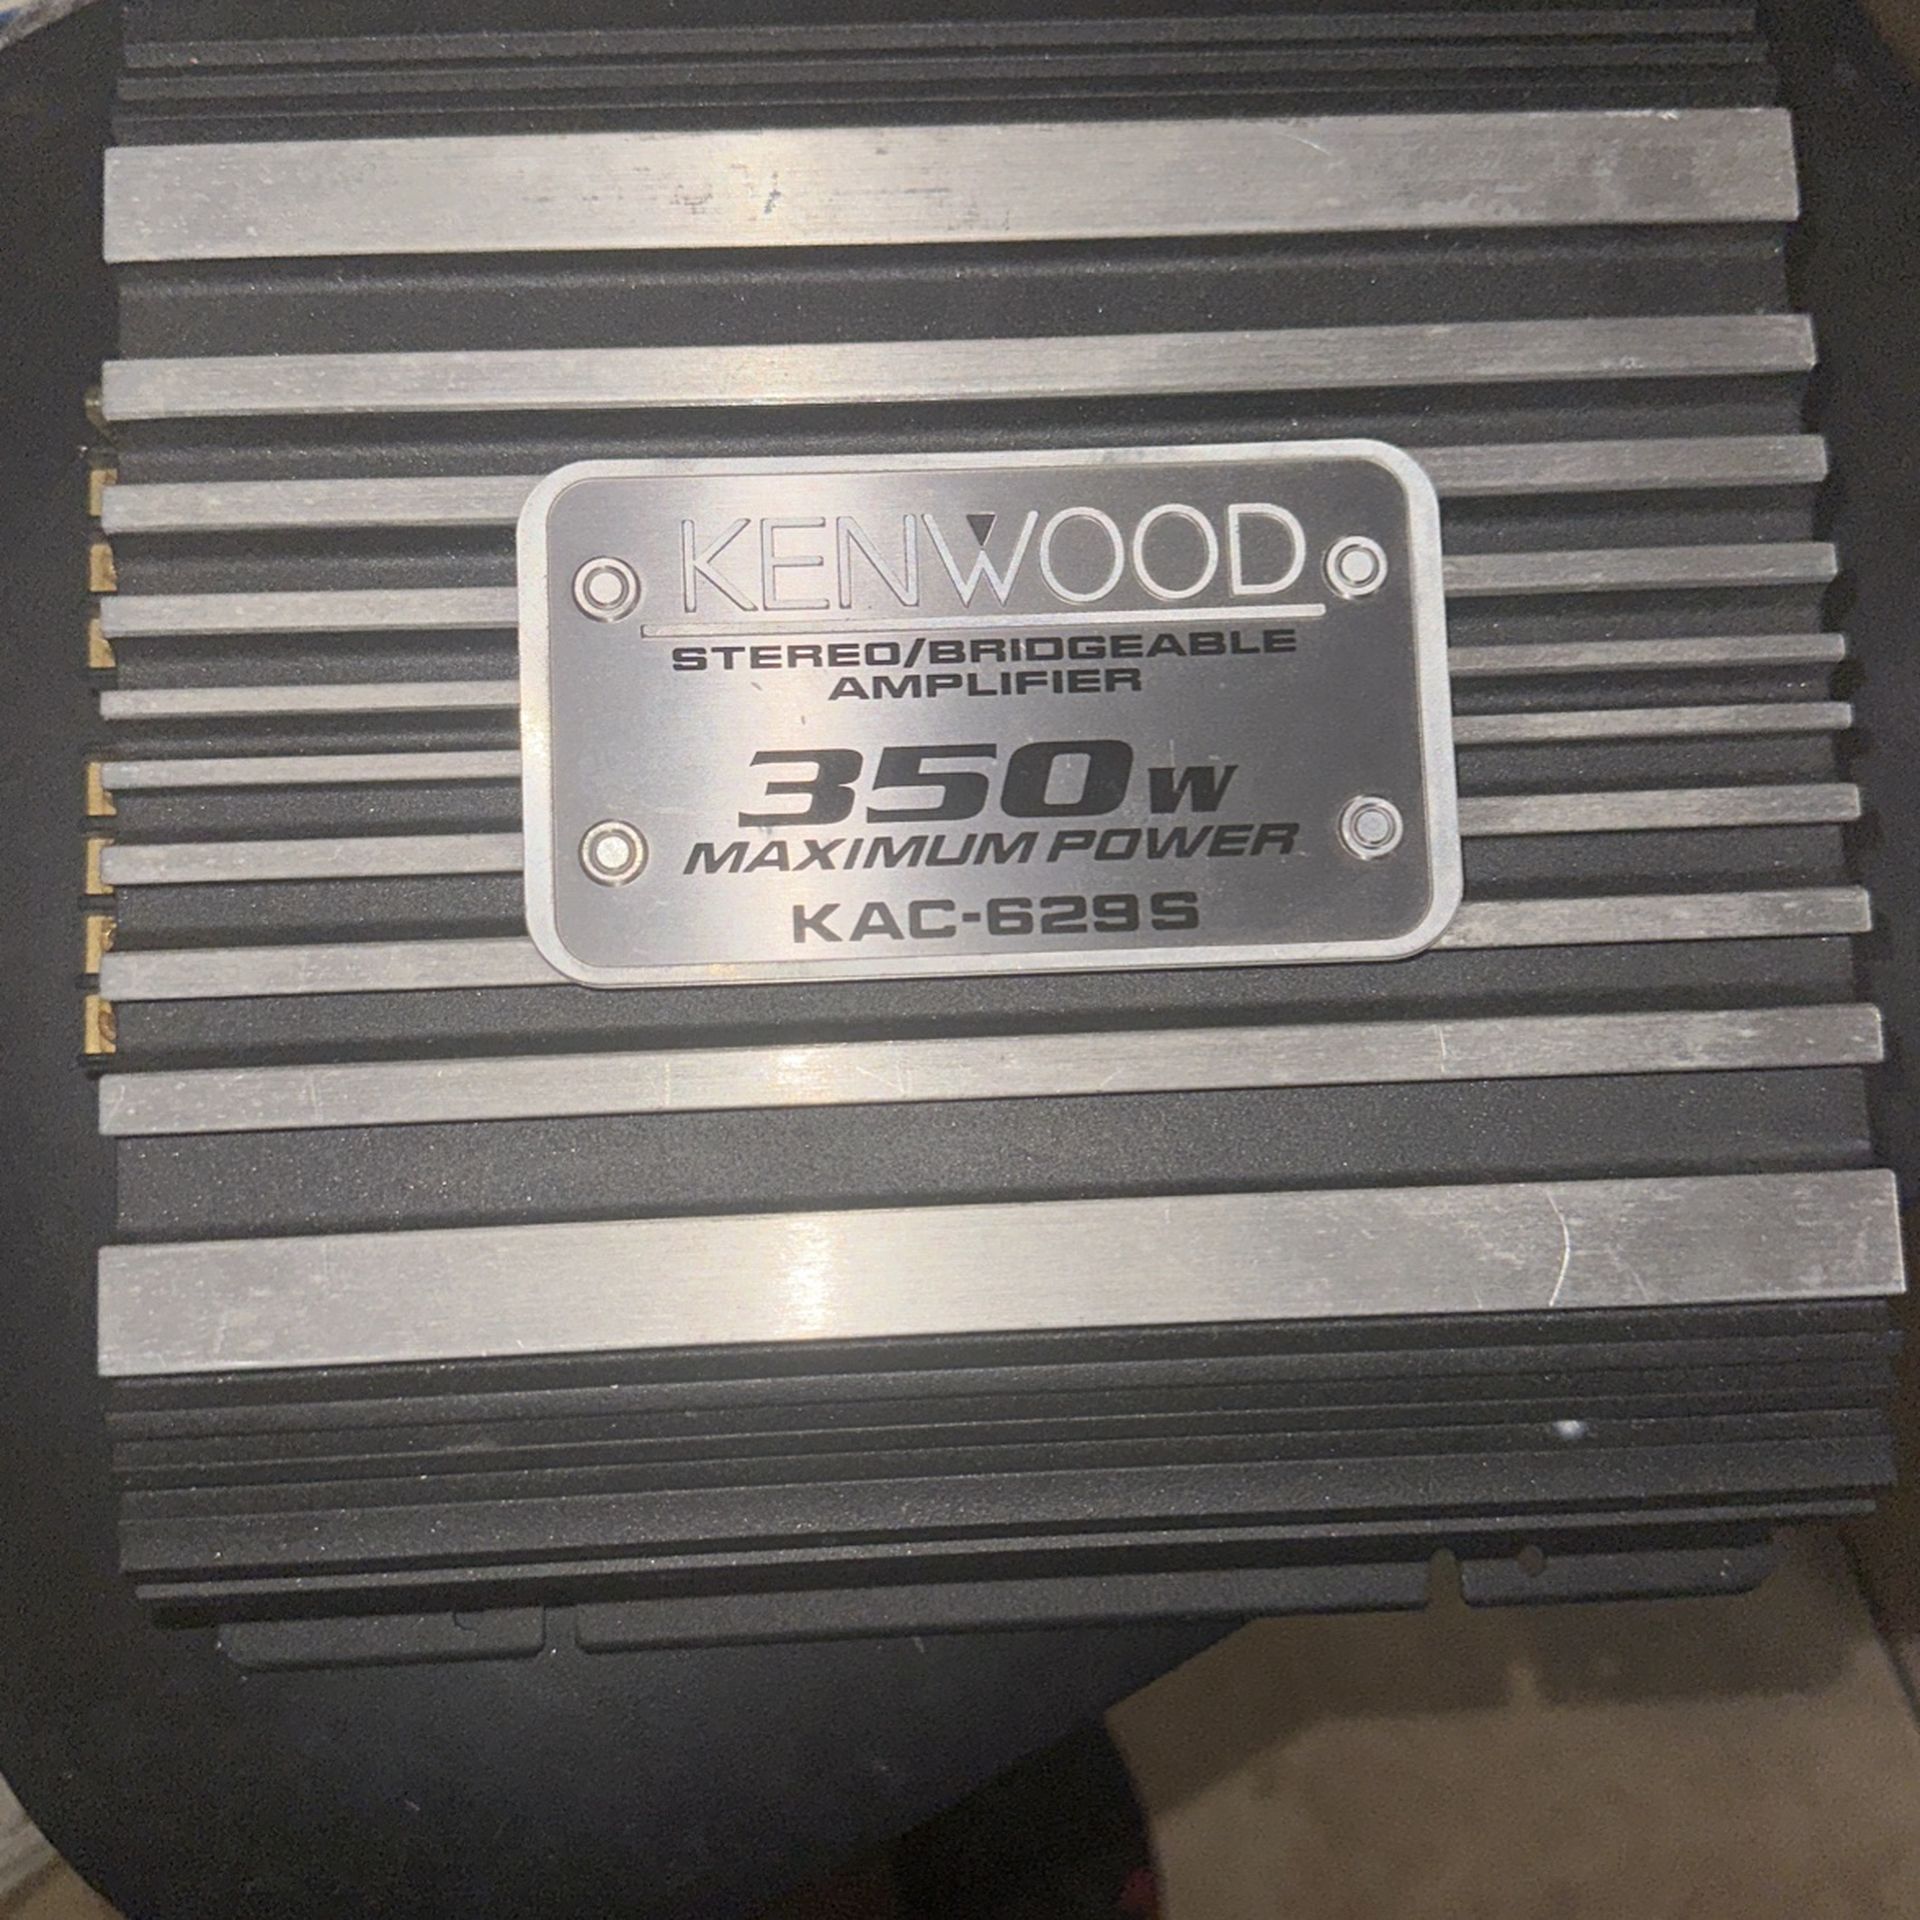 KENWOOD
STEREO/BRIDGEABLE
AMPLIFIER
350W
MAXIMUM POWER
KAC-629S